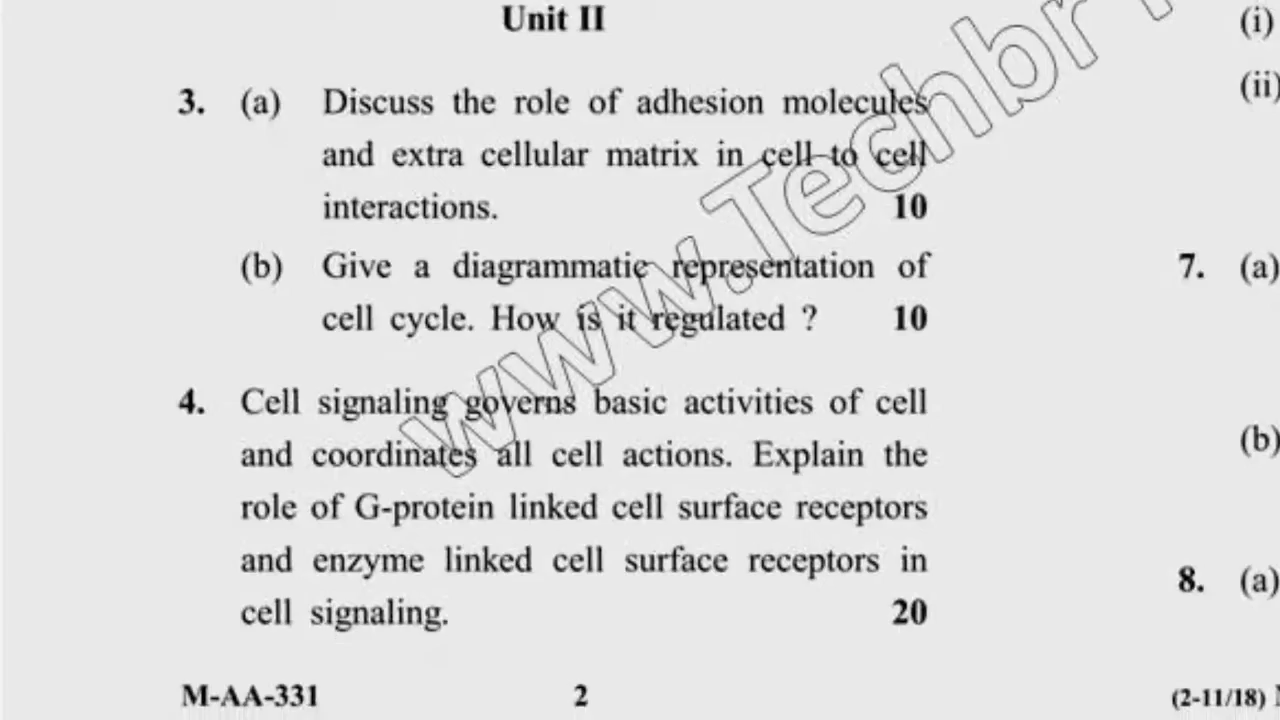 Unit II
3. (a) Discuss the role of adhesion molecules
and extra cellular matrix in cell to cell
interactions. 10
(b) Give a diagrammatic representation of
cell cycle. How is it regulated ? 10
4. Cell signaling governs basic activities of cell
and coordinates all cell actions. Explain the
role of G-protein linked cell surface receptors
and enzyme linked cell surface receptors in
cell signaling. 20
M-AA-331 2
(i)
(ii)
7. (a)
(b)
8. (a)
(2-11/18)
www.Techbr